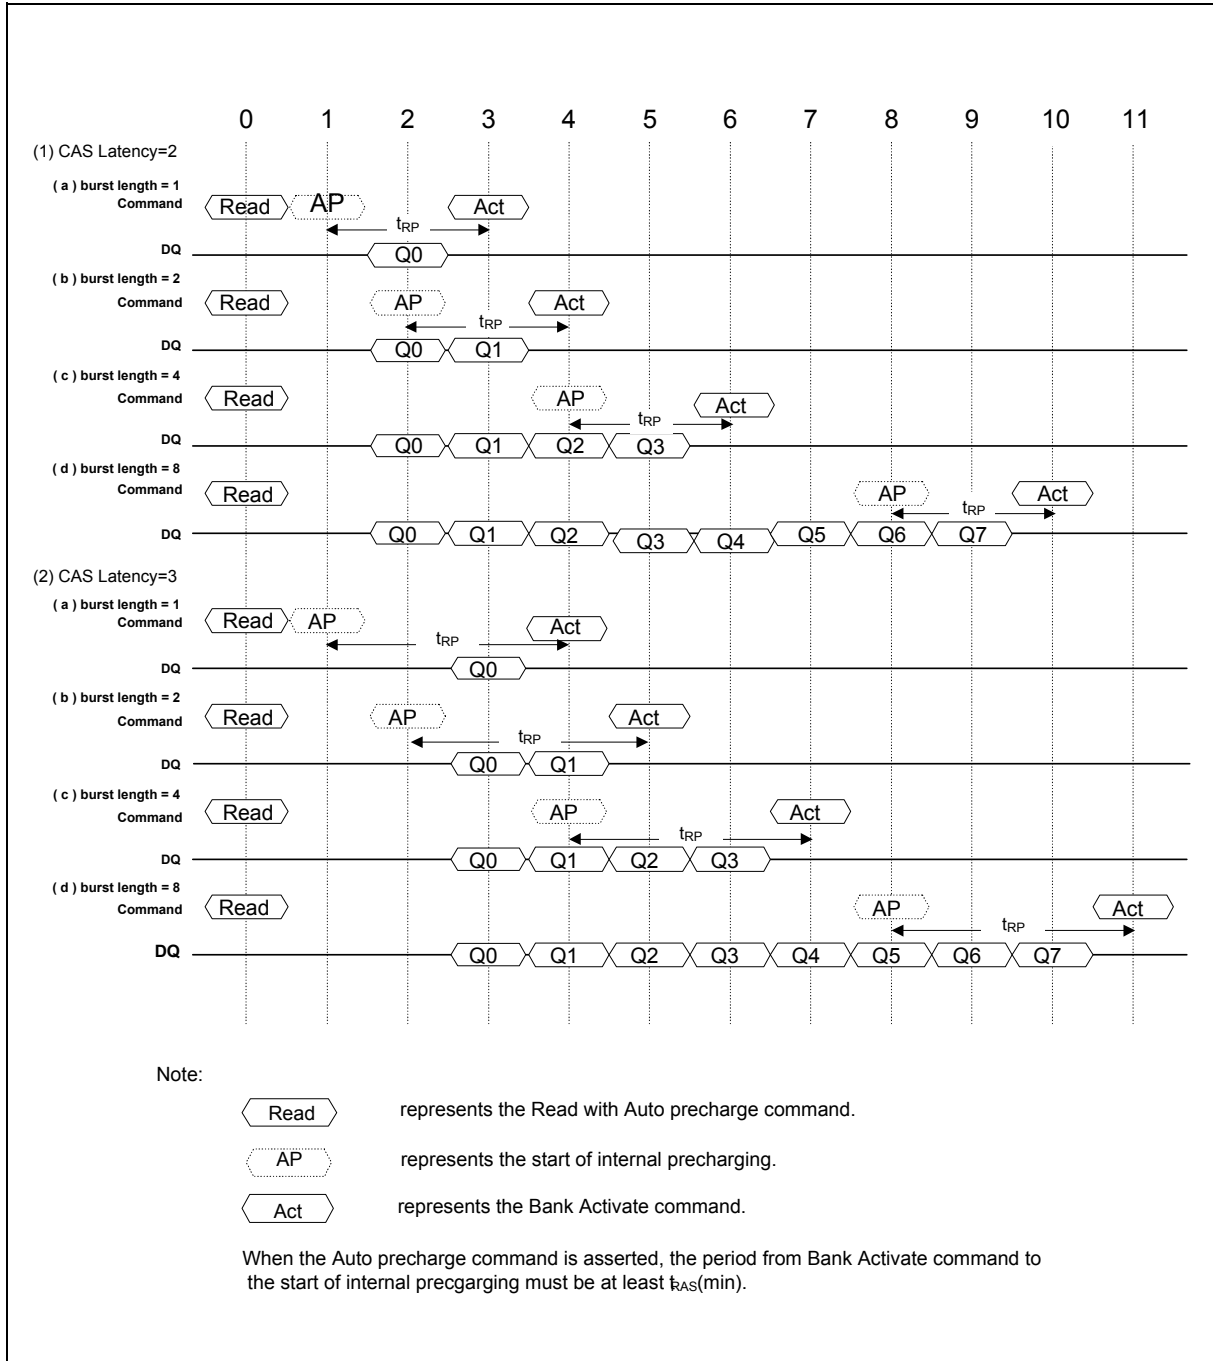 0 1 2 3 4 5 6 7 8 9 10 11
(1) CAS Latency=2
( a ) burst length = 1
Command Read AP Act
tRP
DQ Q0
( b ) burst length = 2
Command Read AP Act
tRP
DQ Q0 Q1
( c ) burst length = 4
Command Read AP Act
tRP
DQ Q0 Q1 Q2 Q3
( d ) burst length = 8
Command Read AP Act
tRP
DQ Q0 Q1 Q2 Q3 Q4 Q5 Q6 Q7
(2) CAS Latency=3
( a ) burst length = 1
Command Read AP Act
tRP
DQ Q0
( b ) burst length = 2
Command Read AP Act
tRP
DQ Q0 Q1
( c ) burst length = 4
Command Read AP Act
tRP
DQ Q0 Q1 Q2 Q3
( d ) burst length = 8
Command Read AP Act
tRP
DQ Q0 Q1 Q2 Q3 Q4 Q5 Q6 Q7
Note:
Read represents the Read with Auto precharge command.
AP represents the start of internal precharging.
Act represents the Bank Activate command.
When the Auto precharge command is asserted, the period from Bank Activate command to
the start of internal precgarging must be at least tRAS(min).